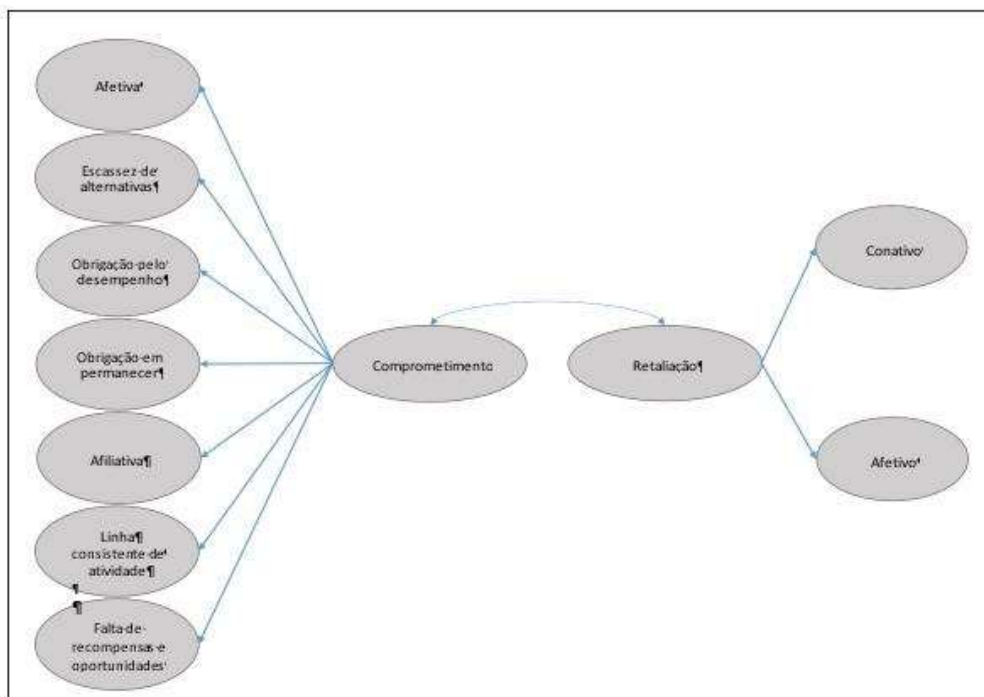 Afetiva¶
Escassez·de·
alternativas¶
Obrigação·pelo·
desempenho¶
Obrigação·em
permanecer¶
Afiliativa¶
Linha¶
consistente·de·
atividade¶
¶
¶
Falta·de·
recompensas·e
oportunidades·
Comprometimento
Retaliação¶
Conativo
Afetivo¶